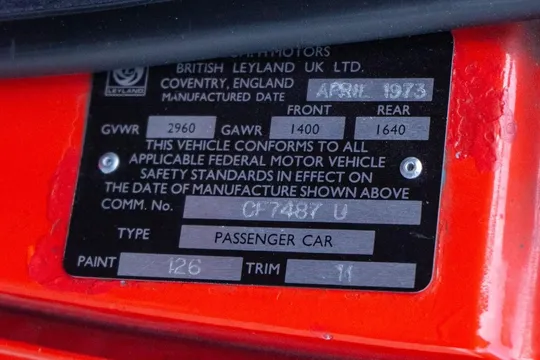 MOTORS
BRITISH LEYLAND UK LTD.
LEYLAND
COVENTRY, ENGLAND
MANUFACTURED DATE APRIL 1973
FRONT REAR
GVWR 2960 GAWR 1400 1640
THIS VEHICLE CONFORMS TO ALL
APPLICABLE FEDERAL MOTOR VEHICLE
SAFETY STANDARDS IN EFFECT ON
THE DATE OF MANUFACTURE SHOWN ABOVE
COMM. No. CF7487 U
TYPE PASSENGER CAR
PAINT 126 TRIM 11